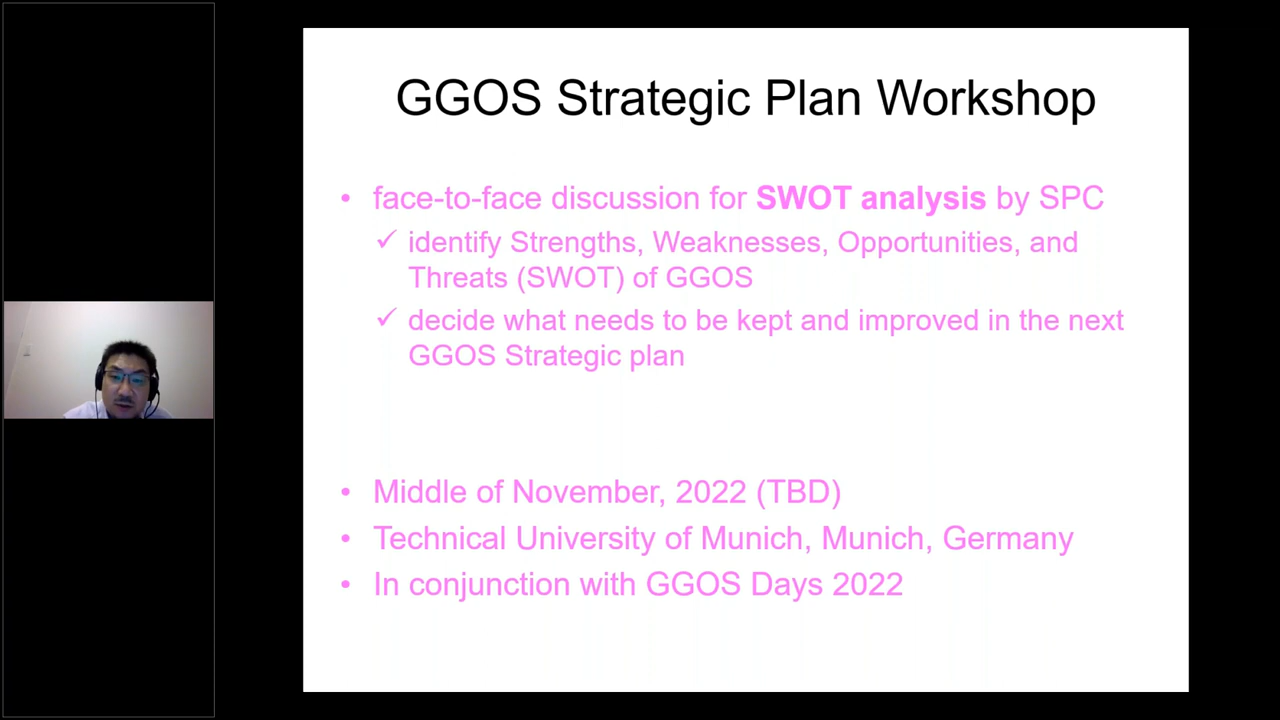 GGOS Strategic Plan Workshop
• face-to-face discussion for SWOT analysis by SPC
✓ identify Strengths, Weaknesses, Opportunities, and
Threats (SWOT) of GGOS
✓ decide what needs to be kept and improved in the next
GGOS Strategic plan
• Middle of November, 2022 (TBD)
• Technical University of Munich, Munich, Germany
• In conjunction with GGOS Days 2022